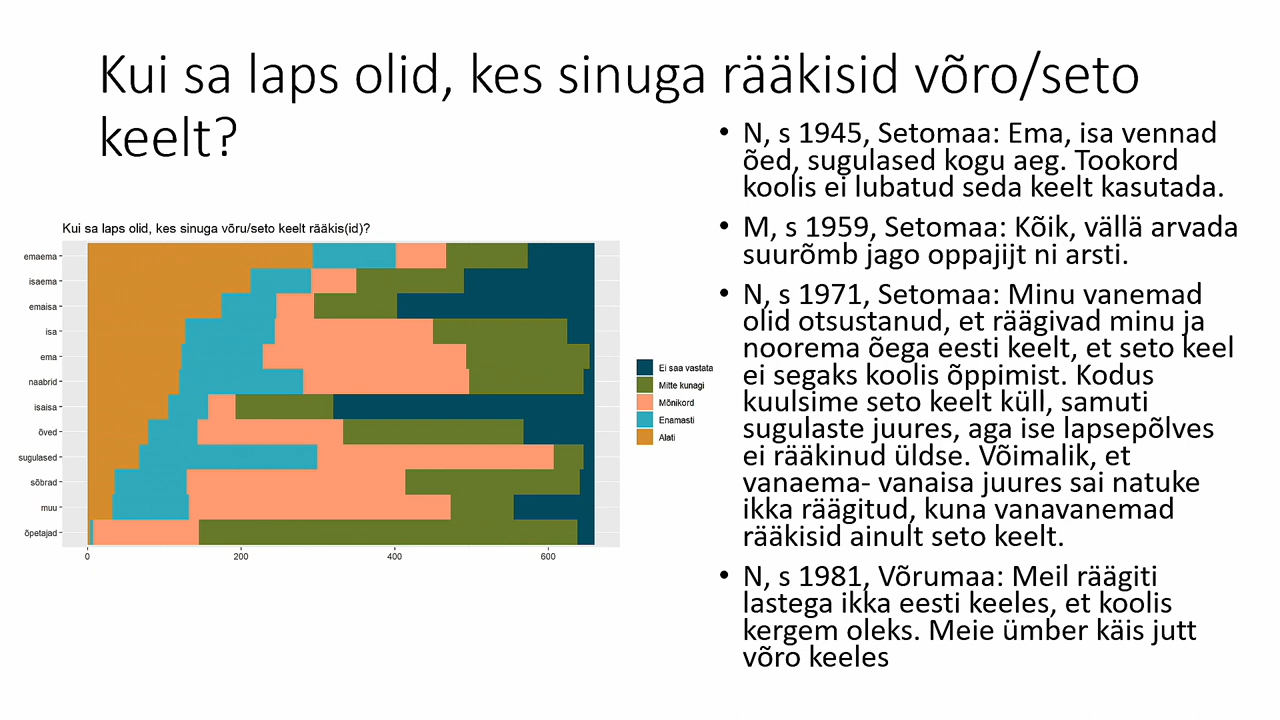 Kui sa laps olid, kes sinuga rääkisid võro/seto
keelt?
Kui sa laps olid, kes sinuga võru/seto keelt rääkis(id)?
emaema
isaema
emaisa
isa
ema
naabrid
isaisa
õved
sugulased
sõbrad
muu
õpetajad
0 200 400 600
Ei saa vastata
Mitte kunagi
Mõnikord
Enamasti
Alati
• N, s 1945, Setomaa: Ema, isa vennad
õed, sugulased kogu aeg. Tookord
koolis ei lubatud seda keelt kasutada.
• M, s 1959, Setomaa: Kõik, vällä arvada
suurõmb jago oppajijt ni arsti.
• N, s 1971, Setomaa: Minu vanemad
olid otsustanud, et räägivad minu ja
noorema õega eesti keelt, et seto keel
ei segaks koolis õppimist. Kodus
kuulsime seto keelt küll, samuti
sugulaste juures, aga ise lapsepõlves
ei rääkinud üldse. Võimalik, et
vanaema- vanaisa juures sai natuke
ikka räägitud, kuna vanavanemad
rääkisid ainult seto keelt.
• N, s 1981, Võrumaa: Meil räägiti
lastega ikka eesti keeles, et koolis
kergem oleks. Meie ümber käis jutt
võro keeles